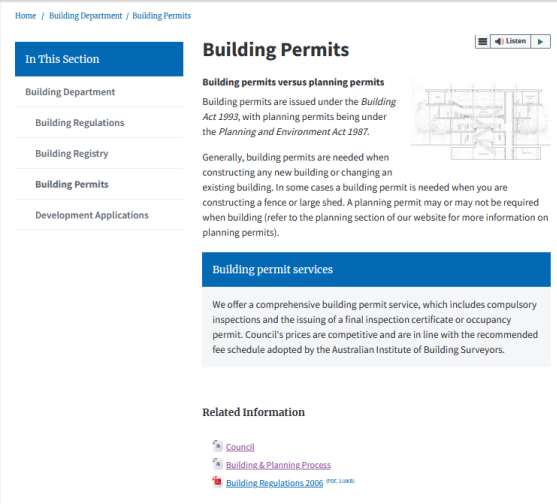 Home / Building Department / Building Permits
In This Section
Building Department
Building Regulations
Building Registry
Building Permits
Development Applications
Building Permits
Listen
Building permits versus planning permits
Building permits are issued under the Building
Act 1993, with planning permits being under
the Planning and Environment Act 1987.
Generally, building permits are needed when
constructing any new building or changing an
existing building. In some cases a building permit is needed when you are
constructing a fence or large shed. A planning permit may or may not be required
when building (refer to the planning section of our website for more information on
planning permits).
Building permit services
We offer a comprehensive building permit service, which includes compulsory
inspections and the issuing of a final inspection certificate or occupancy
permit. Council's prices are competitive and are in line with the recommended
fee schedule adopted by the Australian Institute of Building Surveyors.
Related Information
Council
Building & Planning Process
Building Regulations 2006